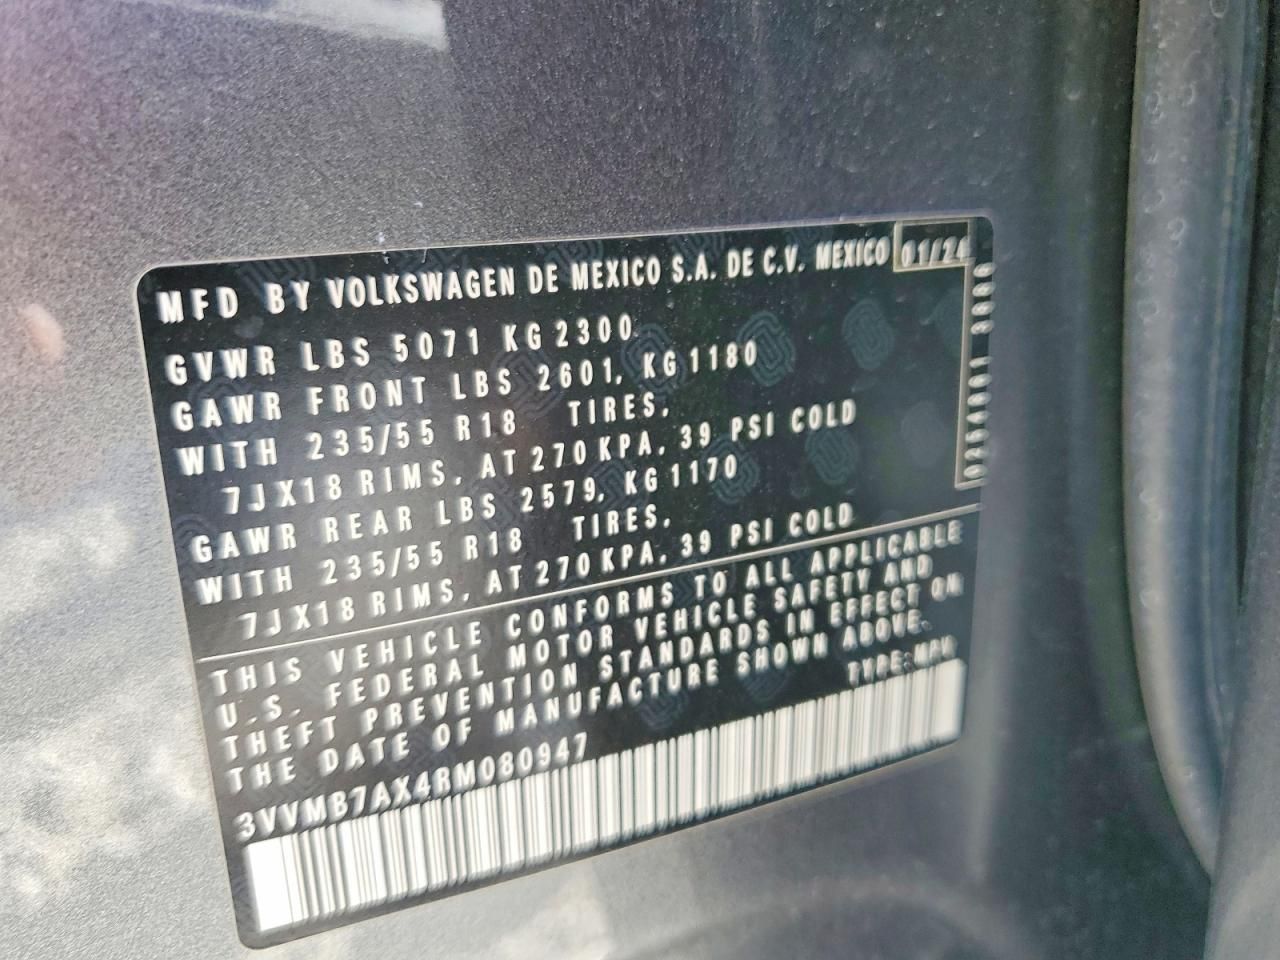 MFD BY VOLKSWAGEN DE MEXICO S.A. DE C.V. MEXICO 01/24
GVWR LBS 5071 KG 2300
GAWR FRONT LBS 2601, KG 1180
WITH 235/55 R18 TIRES,
7JX18 RIMS, AT 270 KPA, 39 PSI COLD
GAWR REAR LBS 2579, KG 1170
WITH 235/55 R18 TIRES,
7JX18 RIMS, AT 270 KPA, 39 PSI COLD
THIS VEHICLE CONFORMS TO ALL APPLICABLE
U.S. FEDERAL MOTOR VEHICLE SAFETY AND
THEFT PREVENTION STANDARDS IN EFFECT ON
THE DATE OF MANUFACTURE SHOWN ABOVE.
TYPE:MPV
3VVMB7AX4RM080947